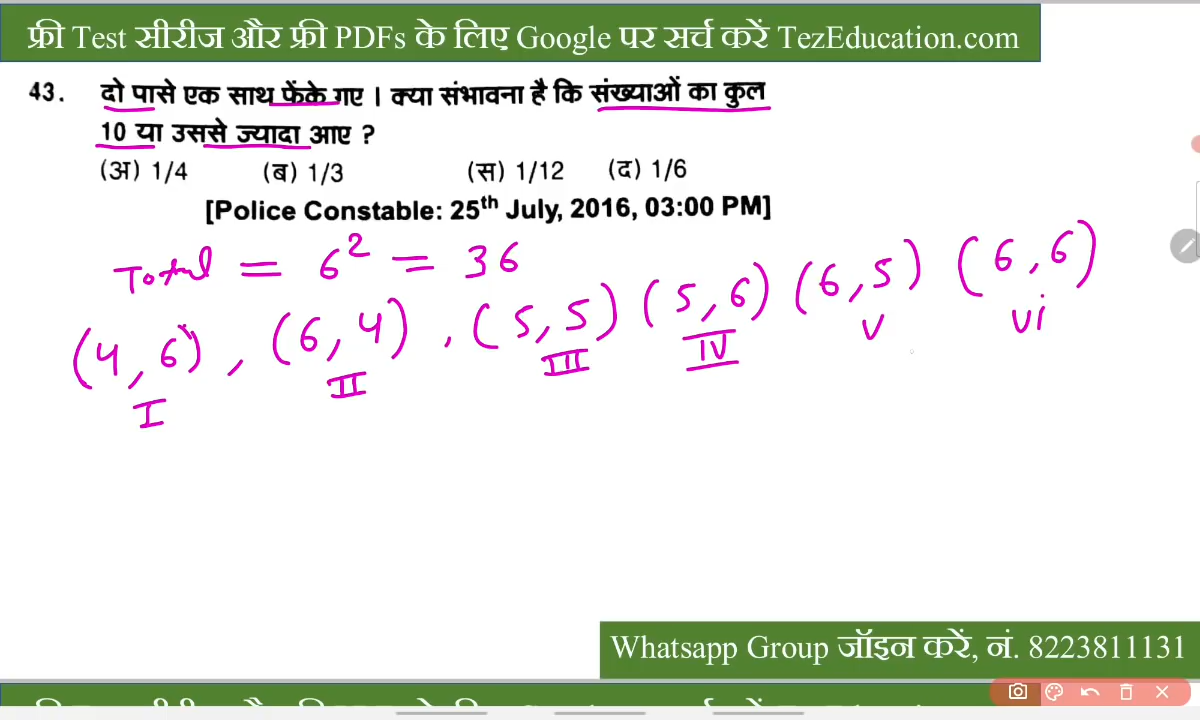 फ्री Test सीरीज और फ्री PDFs के लिए Google पर सर्च करें TezEducation.com
43. दो पासे एक साथ फेंके गए । क्या संभावना है कि संख्याओं का कुल
10 या उससे ज्यादा आए ?
(अ) 1/4 (ब) 1/3 (स) 1/12 (द) 1/6
[Police Constable: 25th July, 2016, 03:00 PM]
Total = 6² = 36
(4,6), (6,4), (5,5) (5,6) (6,5) (6,6)
I II III IV V vi
Whatsapp Group जॉइन करें, नं. 8223811131